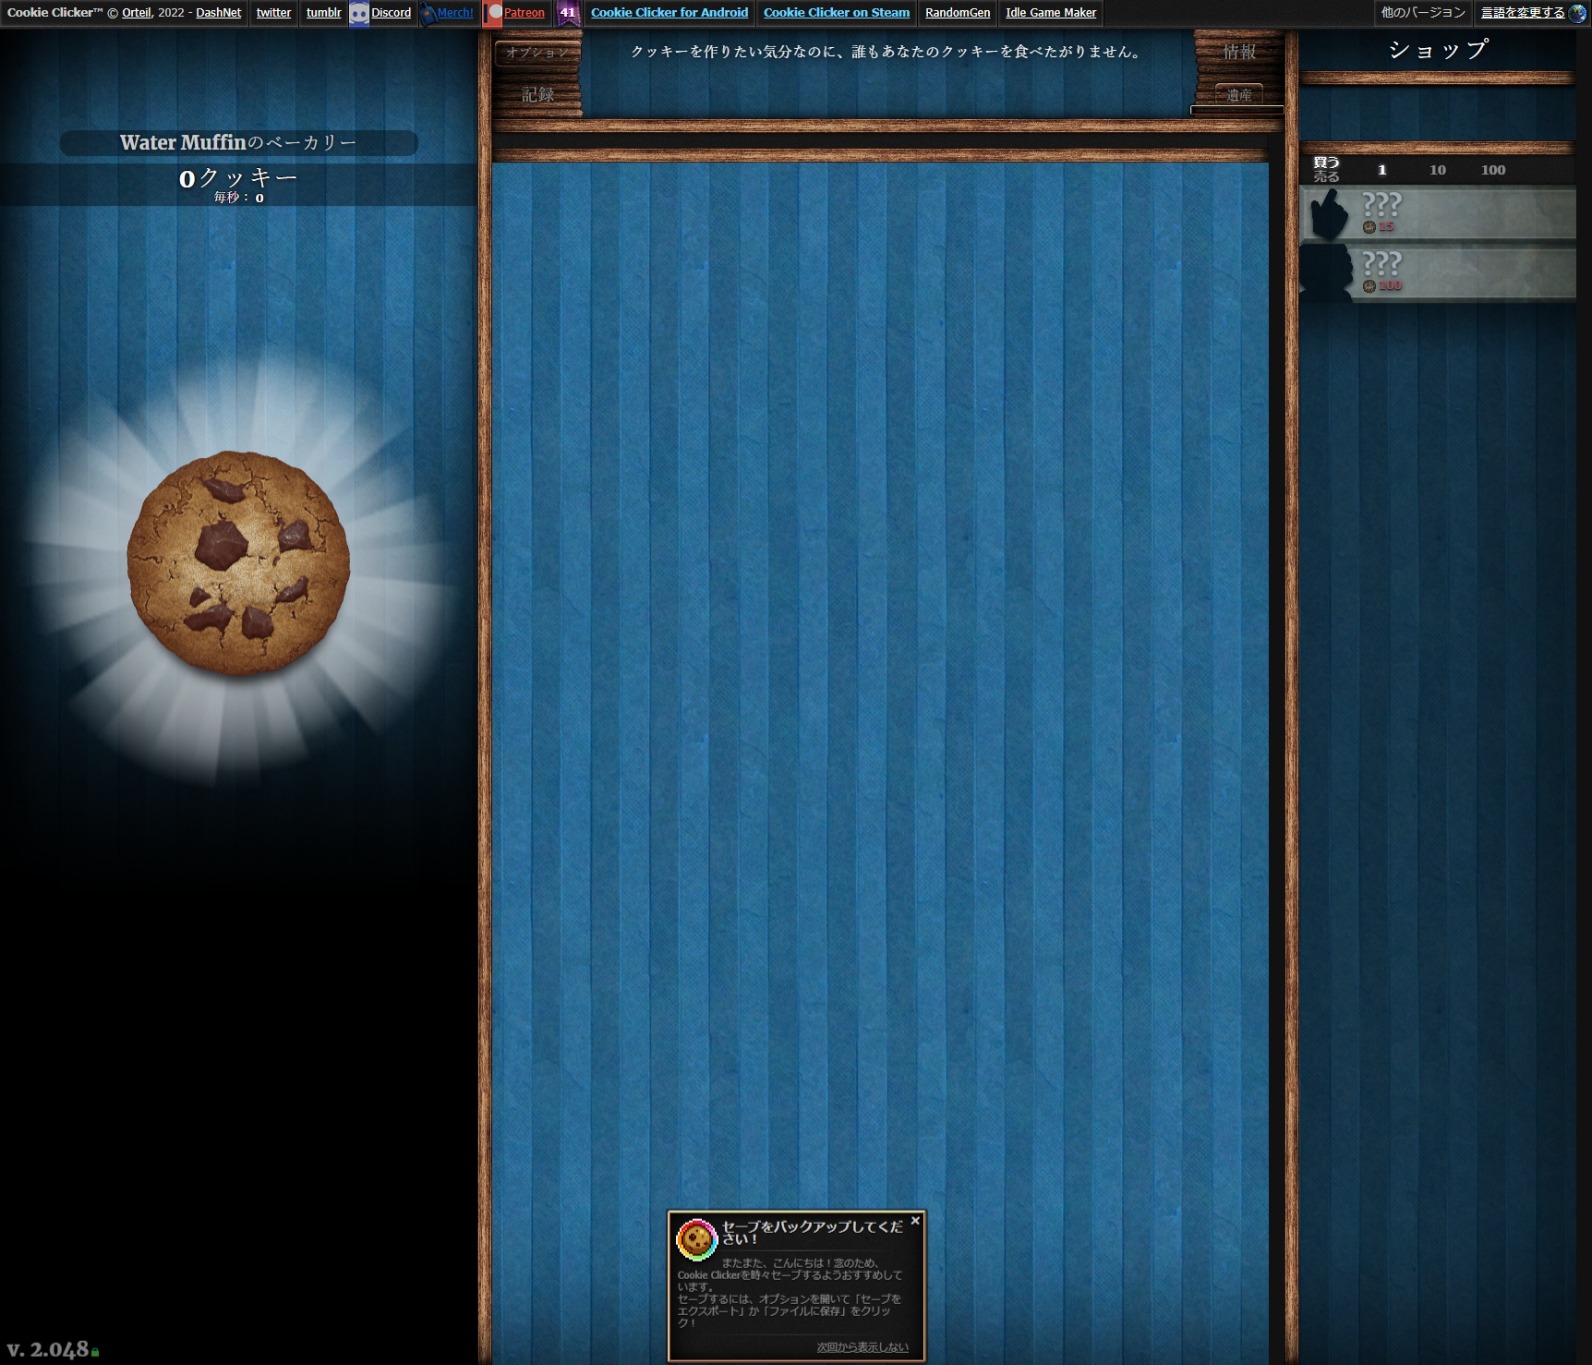 Cookie Clicker™ © Orteil, 2022 - DashNet
twitter
tumblr
Discord
Merch!
Patreon
41
Cookie Clicker for Android
Cookie Clicker on Steam
RandomGen
Idle Game Maker
他のバージョン
言語を変更する
オプション
記録
クッキーを作りたい気分なのに、誰もあなたのクッキーを食べたがりません。
情報
遺産
ショップ
Water Muffinのベーカリー
0クッキー
毎秒：0
買う
売る
1
10
100
???
15
???
100
セーブをバックアップしてくだ
さい！
またまた、こんにちは！念のため、
Cookie Clickerを時々セーブするようおすすめして
います。
セーブするには、オプションを開いて「セーブを
エクスポート」か「ファイルに保存」をクリッ
ク！
次回から表示しない
v. 2.048